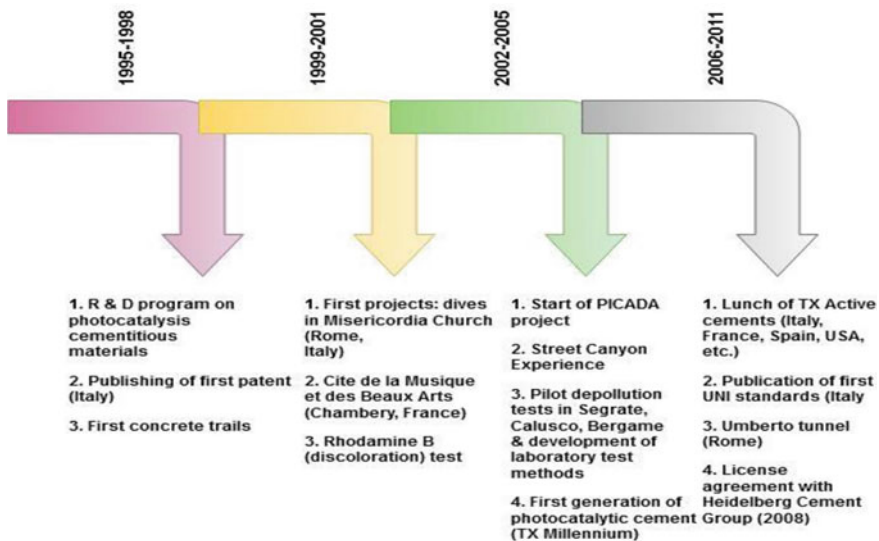 1995-1998
1999-2001
2002-2005
2006-2011
1. R & D program on
photocatalysis
cementitious
materials
2. Publishing of first patent
(Italy)
3. First concrete trails
1. First projects: dives
in Misericordia Church
(Rome,
Italy)
2. Cite de la Musique
et des Beaux Arts
(Chambery, France)
3. Rhodamine B
(discoloration) test
1. Start of PICADA
project
2. Street Canyon
Experience
3. Pilot depollution
tests in Segrate,
Calusco, Bergame
& development of
laboratory test
methods
4. First generation of
photocatalytic cement
(TX Millennium)
1. Lunch of TX Active
cements (Italy,
France, Spain, USA,
etc.)
2. Publication of first
UNI standards (Italy
3. Umberto tunnel
(Rome)
4. License
agreement with
Heidelberg Cement
Group (2008)